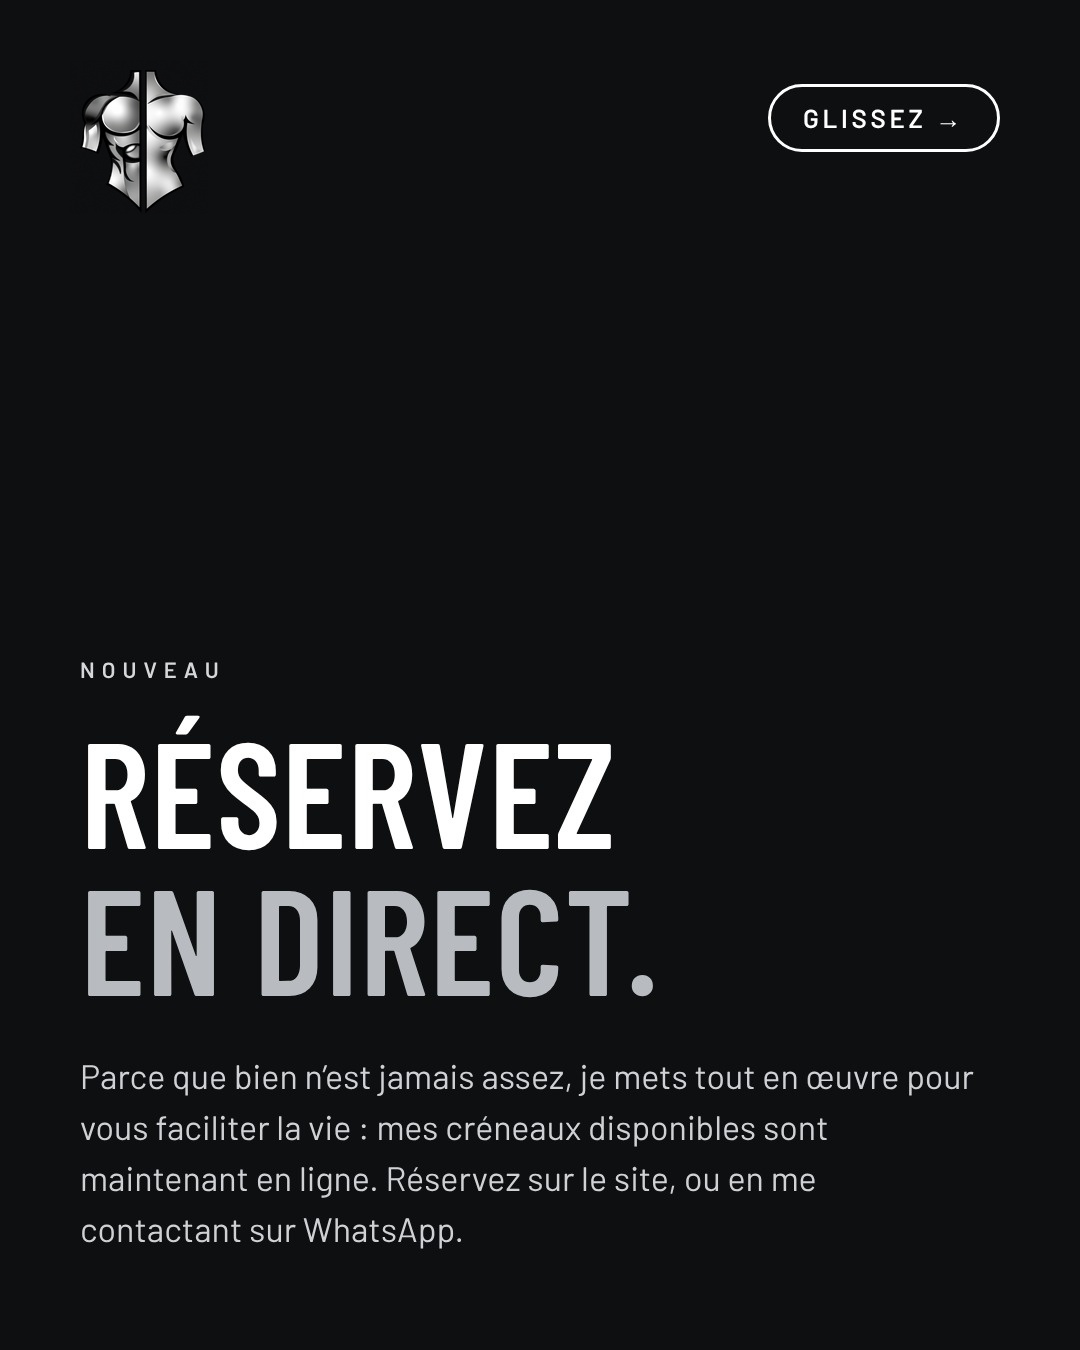 GLISSEZ →
NOUVEAU
RÉSERVEZ
EN DIRECT.
Parce que bien n’est jamais assez, je mets tout en œuvre pour
vous faciliter la vie : mes créneaux disponibles sont
maintenant en ligne. Réservez sur le site, ou en me
contactant sur WhatsApp.